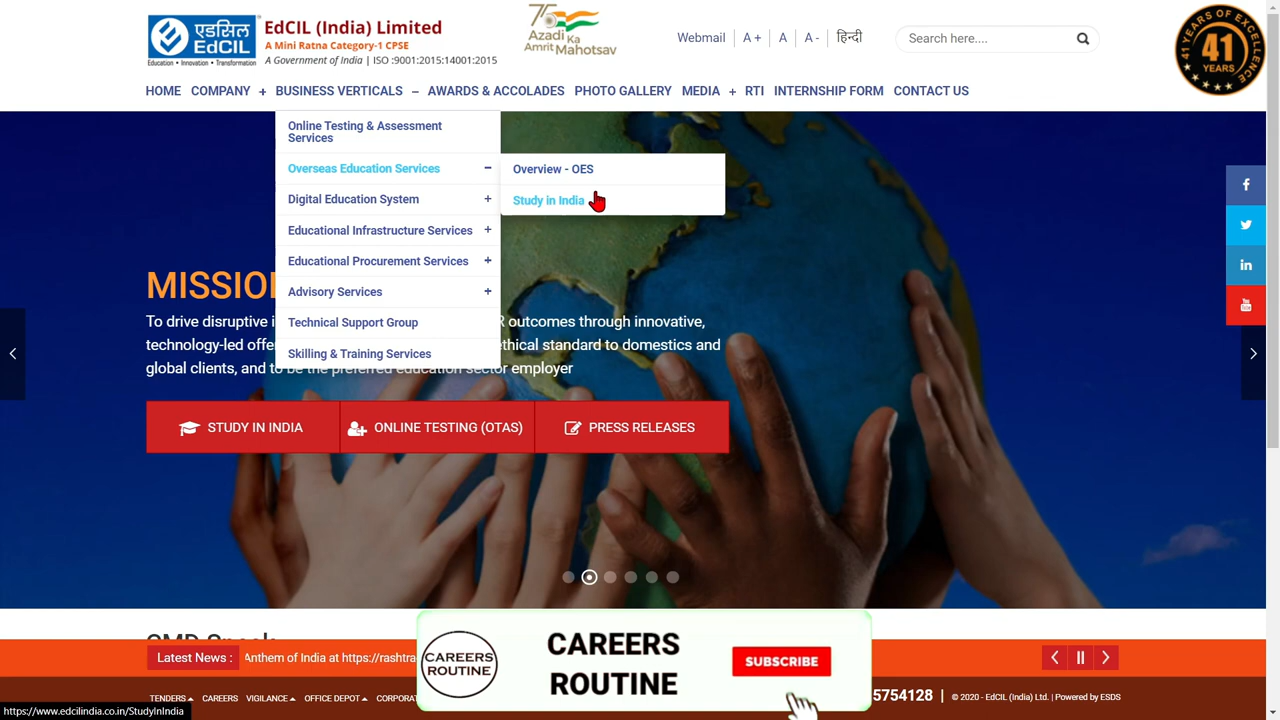 एडसिल
EdCIL
Education • Innovation • Transformation
EdCIL (India) Limited
A Mini Ratna Category-1 CPSE
A Government of India | ISO :9001:2015:14001:2015
75
Azadi Ka
Amrit Mahotsav
Webmail
A +
A
A -
हिन्दी
Search here....
41 YEARS OF EXCELLENCE
41
YEARS
HOME
COMPANY +
BUSINESS VERTICALS –
AWARDS & ACCOLADES
PHOTO GALLERY
MEDIA +
RTI
INTERNSHIP FORM
CONTACT US
Online Testing & Assessment
Services
Overseas Education Services –
Overview - OES
Study in India
Digital Education System +
Educational Infrastructure Services +
Educational Procurement Services +
Advisory Services +
Technical Support Group
Skilling & Training Services
MISSION
To drive disruptive outcomes through innovative,
technology-led ethical standard to domestics and
global clients, and to be the preferred education sector employer
STUDY IN INDIA
ONLINE TESTING (OTAS)
PRESS RELEASES
Latest News :
Anthem of India at https://rashtra
CAREERS
ROUTINE
CAREERS
ROUTINE
SUBSCRIBE
TENDERS
CAREERS
VIGILANCE
OFFICE DEPOT
5754128 |
© 2020 - EdCIL (India) Ltd. | Powered by ESDS
https://www.edcilindia.co.in/StudyInIndia